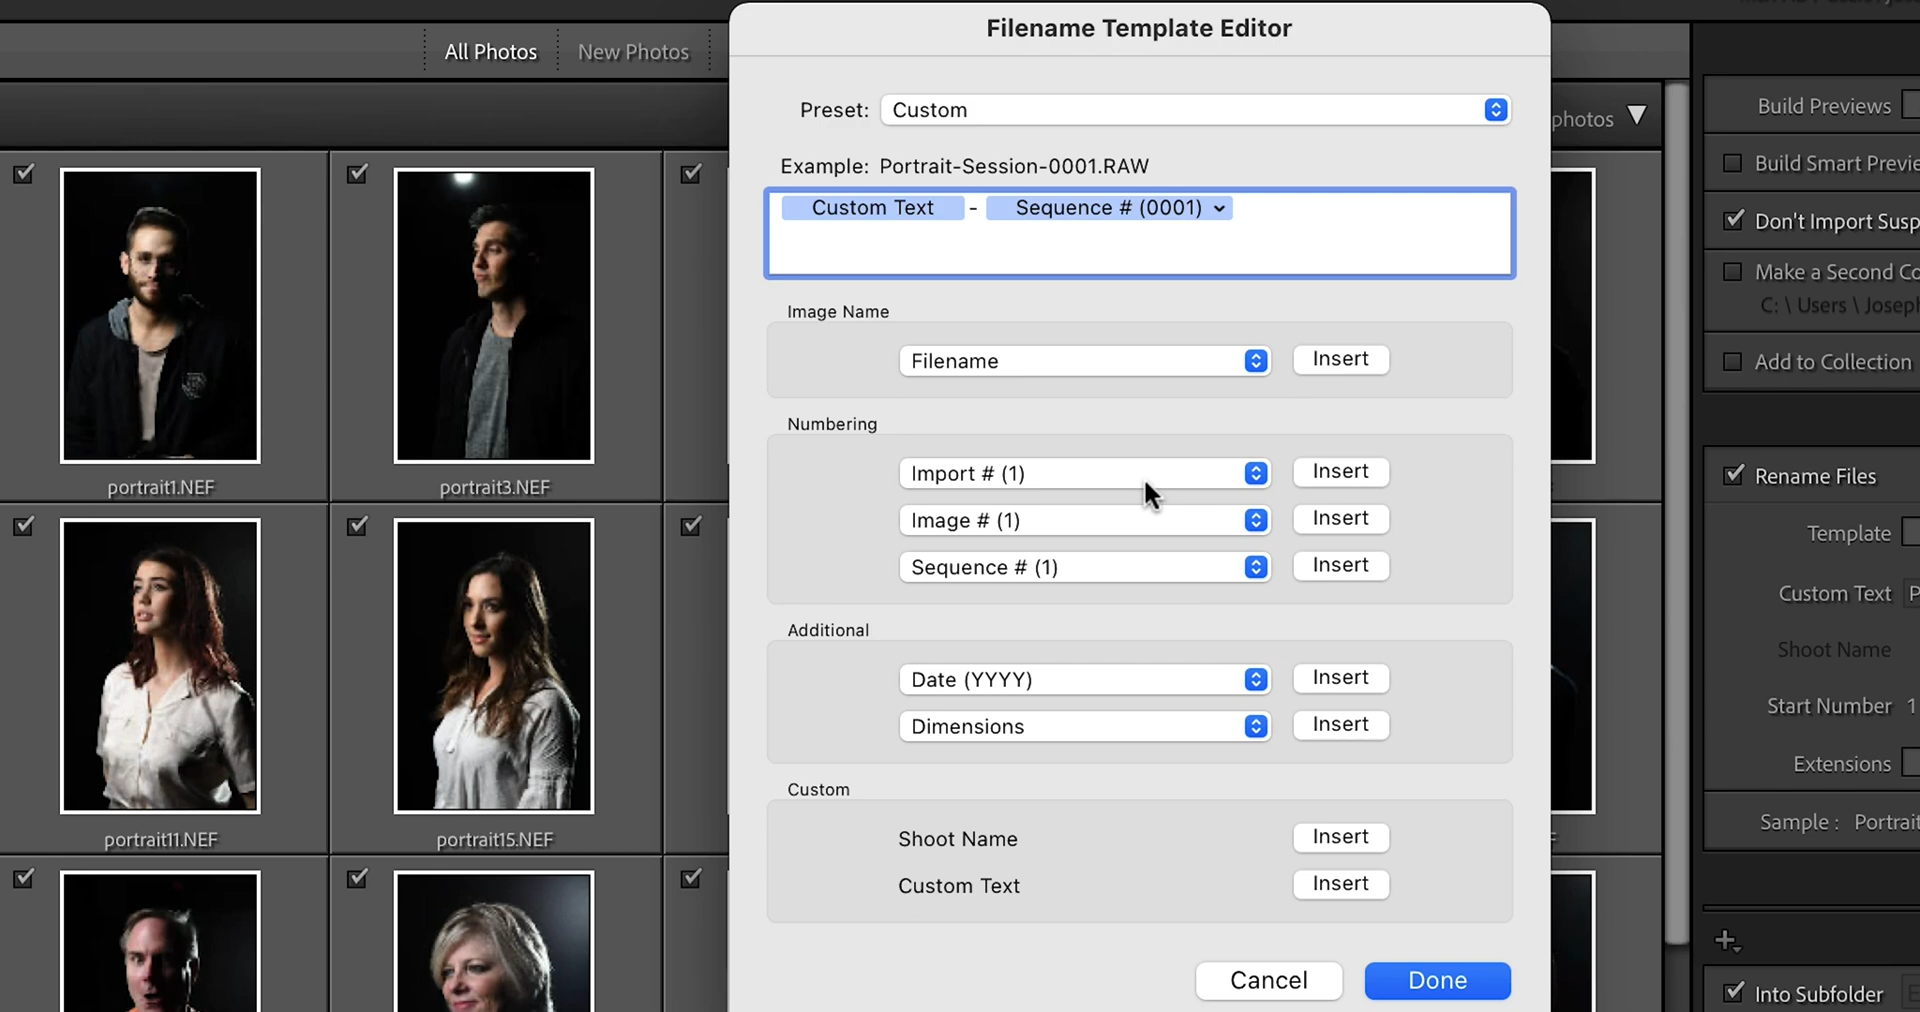 All Photos
New Photos
photos
portrait1.NEF
portrait3.NEF
portrait11.NEF
portrait15.NEF
Filename Template Editor
Preset: Custom
Example: Portrait-Session-0001.RAW
Custom Text - Sequence # (0001)
Image Name
Filename Insert
Numbering
Import # (1) Insert
Image # (1) Insert
Sequence # (1) Insert
Additional
Date (YYYY) Insert
Dimensions Insert
Custom
Shoot Name Insert
Custom Text Insert
Cancel Done
Build Previews
Build Smart Previe
Don't Import Susp
Make a Second Co
C: \ Users \ Joseph
Add to Collection
Rename Files
Template
Custom Text P
Shoot Name
Start Number 1
Extensions
Sample : Portrait
Into Subfolder